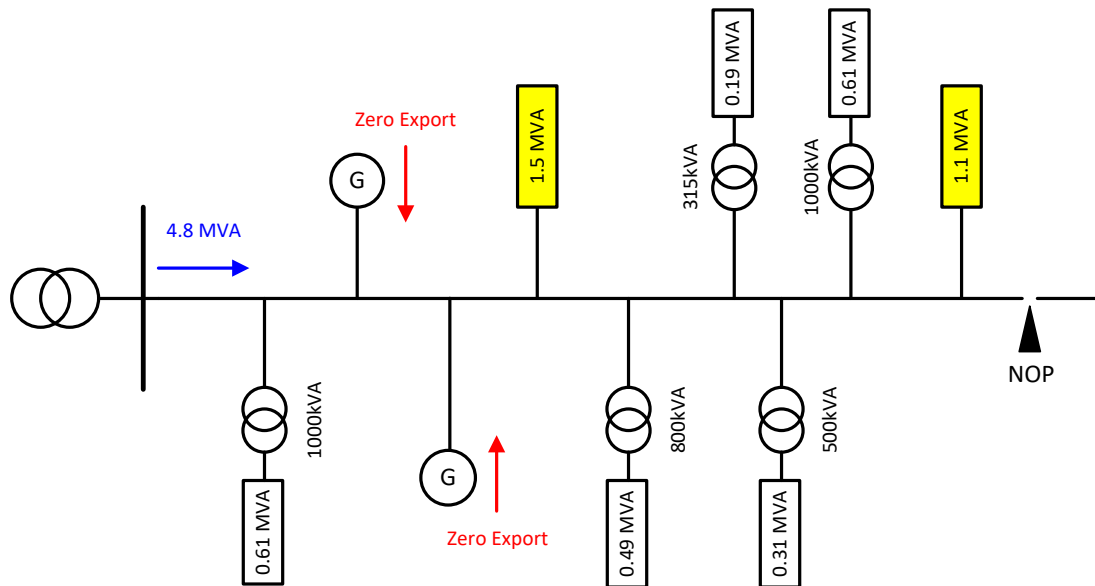 0.19 MVA
0.61 MVA
Zero Export
1.5 MVA
1.1 MVA
G
315kVA
1000kVA
4.8 MVA
NOP
1000kVA
800kVA
500kVA
G
0.61 MVA
0.49 MVA
0.31 MVA
Zero Export